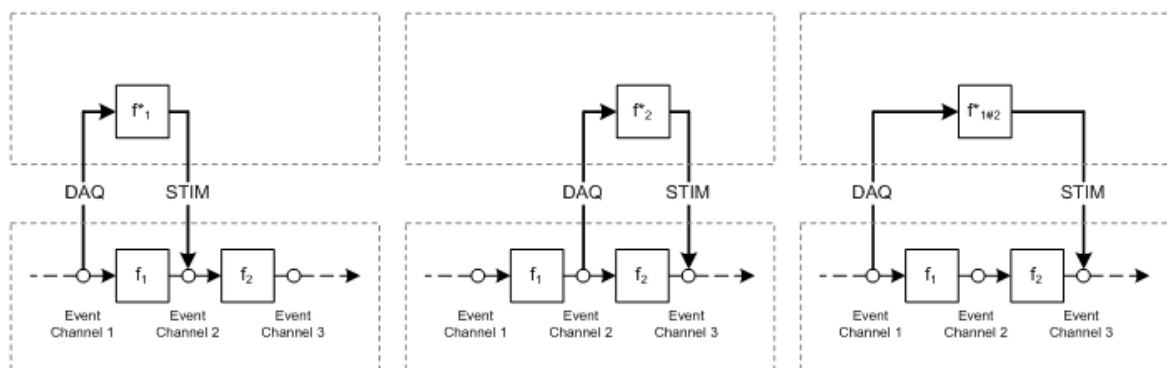 f*1
DAQ STIM
f1 f2
Event Channel 1 Event Channel 2 Event Channel 3
f*2
DAQ STIM
f1 f2
Event Channel 1 Event Channel 2 Event Channel 3
f*1#2
DAQ STIM
f1 f2
Event Channel 1 Event Channel 2 Event Channel 3